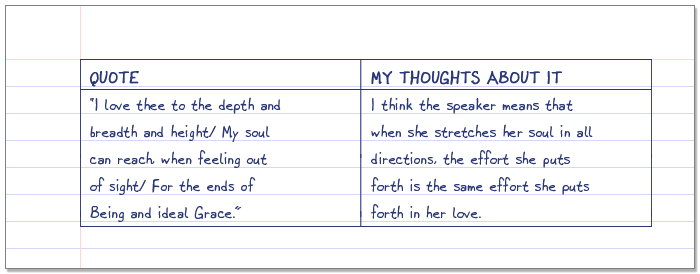 QUOTE
MY THOUGHTS ABOUT IT
"I love thee to the depth and
breadth and height/ My soul
can reach, when feeling out
of sight/ For the ends of
Being and ideal Grace."
I think the speaker means that
when she stretches her soul in all
directions, the effort she puts
forth is the same effort she puts
forth in her love.